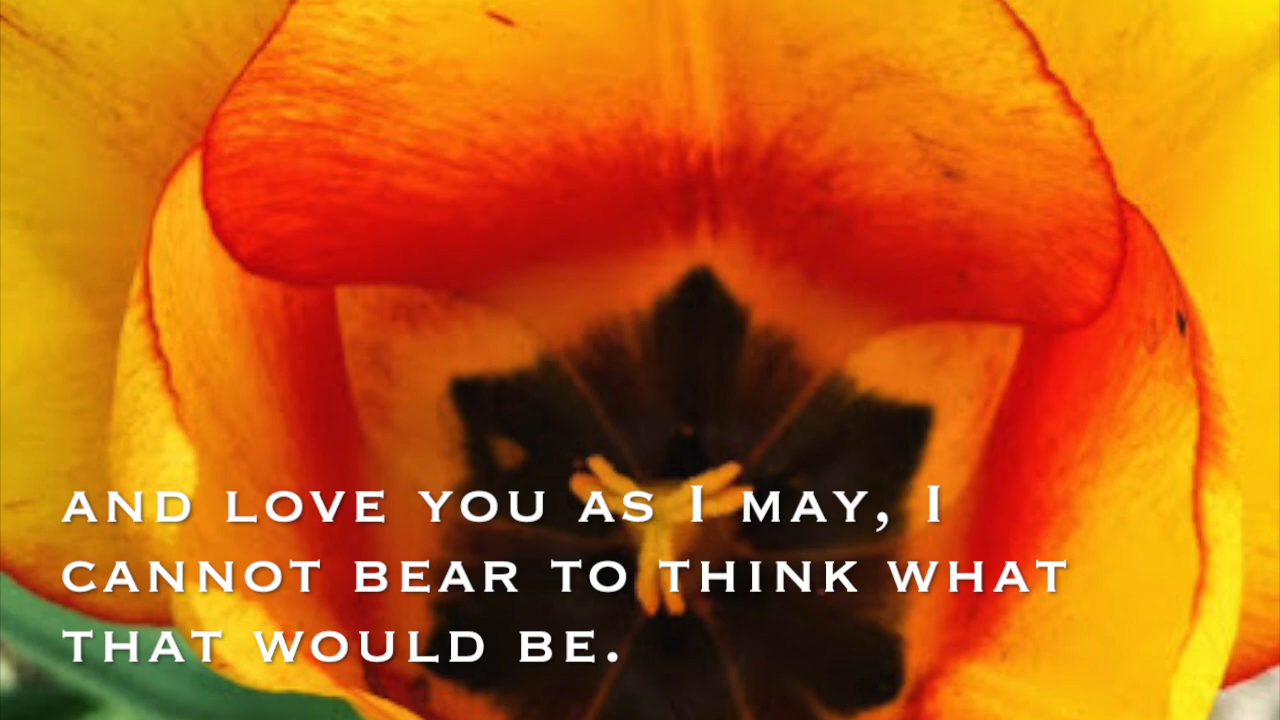 AND LOVE YOU AS I MAY, I
CANNOT BEAR TO THINK WHAT
THAT WOULD BE.